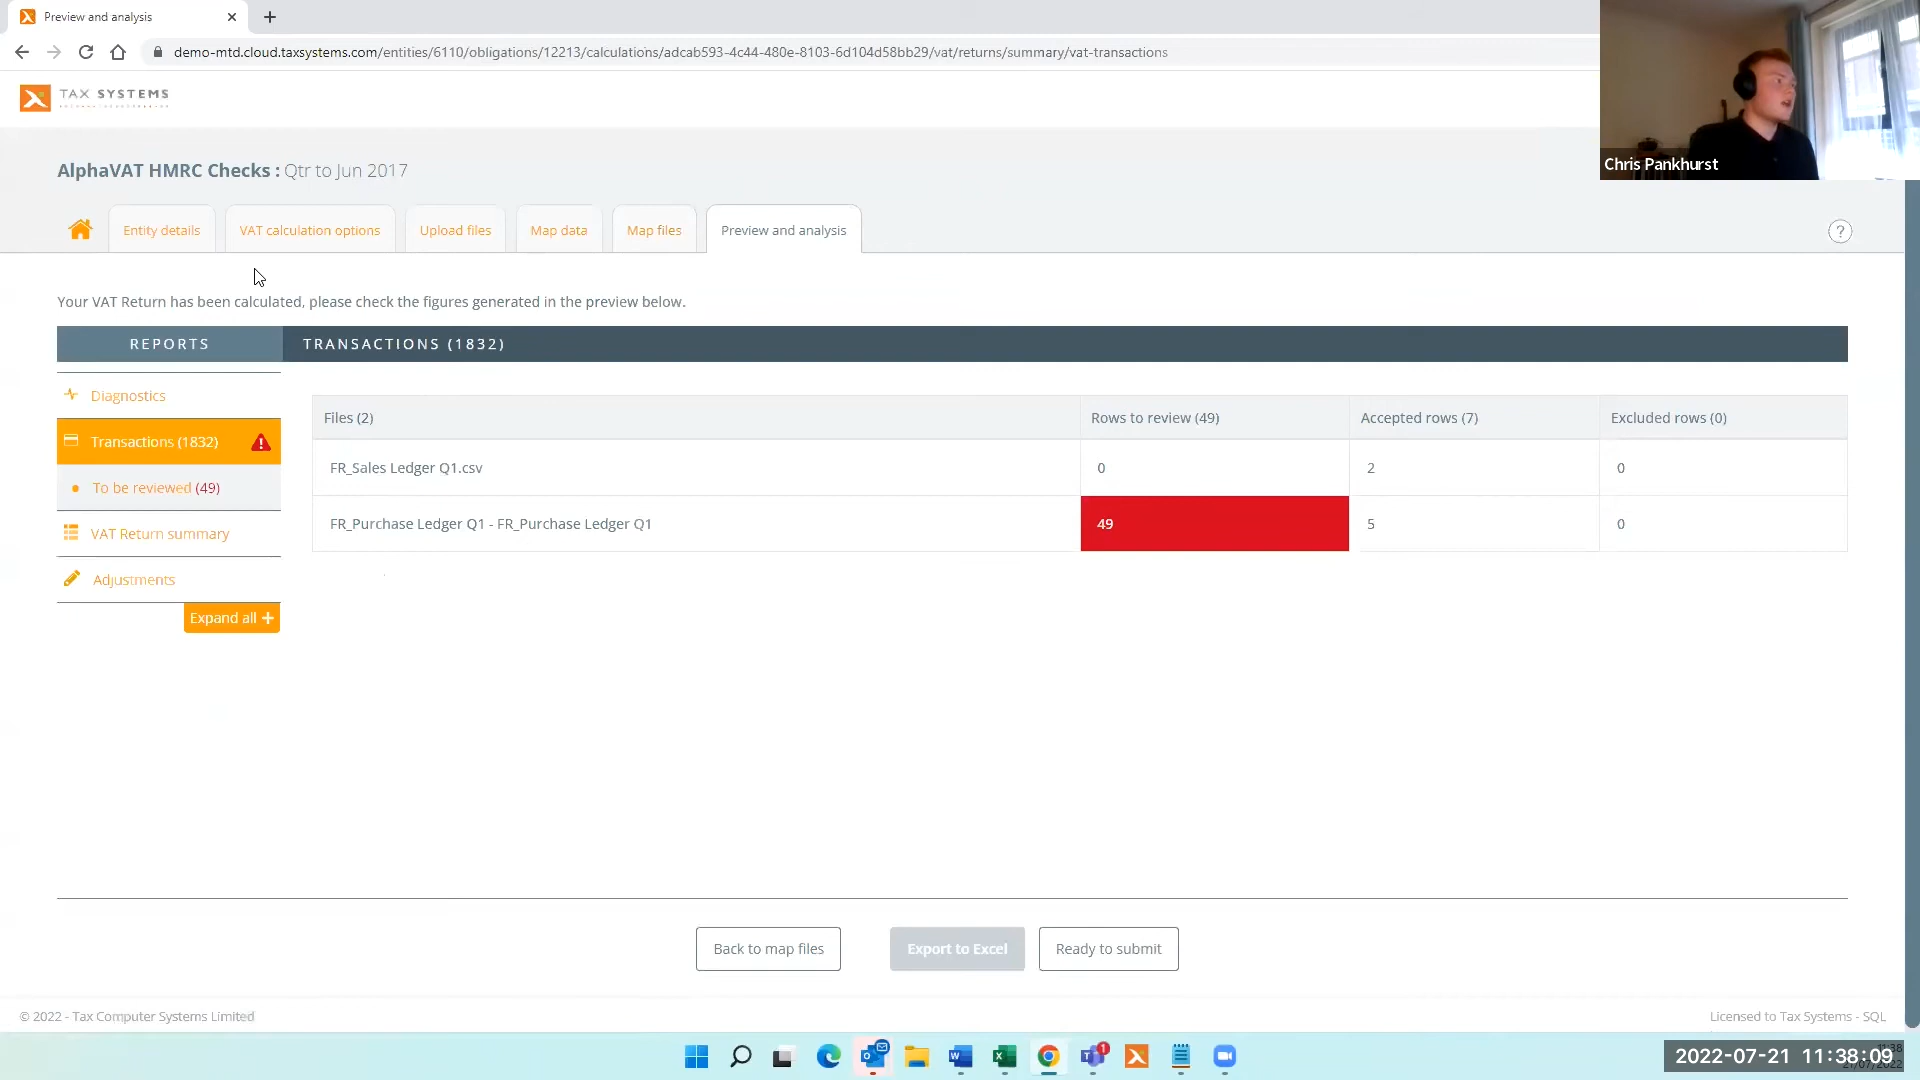 Preview and analysis
demo-mtd.cloud.taxsystems.com/entities/6110/obligations/12213/calculations/adcab593-4c44-480e-8103-6d104d58bb29/vat/returns/summary/vat-transactions
TAX SYSTEMS
Chris Pankhurst
AlphaVAT HMRC Checks : Qtr to Jun 2017
Entity details
VAT calculation options
Upload files
Map data
Map files
Preview and analysis
?
Your VAT Return has been calculated, please check the figures generated in the preview below.
REPORTS
TRANSACTIONS (1832)
Diagnostics
Transactions (1832)
To be reviewed (49)
VAT Return summary
Adjustments
Expand all +
Files (2) Rows to review (49) Accepted rows (7) Excluded rows (0)
FR_Sales Ledger Q1.csv 0 2 0
FR_Purchase Ledger Q1 - FR_Purchase Ledger Q1 49 5 0
Back to map files
Export to Excel
Ready to submit
© 2022 - Tax Computer Systems Limited
Licensed to Tax Systems - SQL
1
2022-07-21 11:38:09